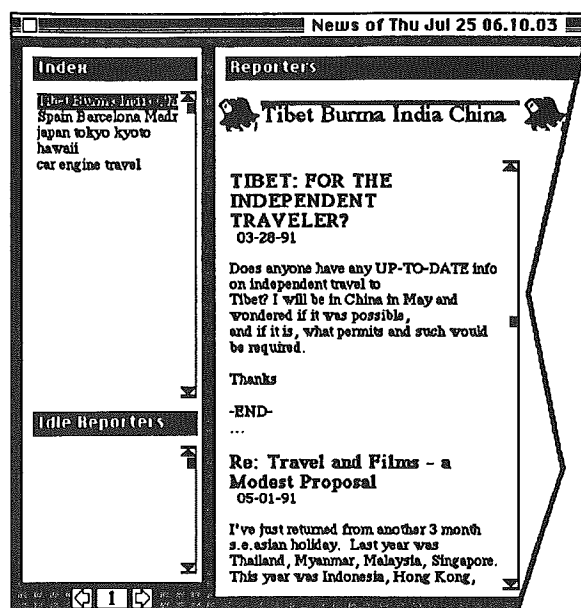 News of Thu Jul 25 06.10.03
Index
Tibet Burma India
Spain Barcelona Madr
japan tokyo kyoto
hawaii
car engine travel
Idle Reporters
1
Reporters
Tibet Burma India China
TIBET: FOR THE
INDEPENDENT
TRAVELER?
03-28-91
Does anyone have any UP-TO-DATE info
on independent travel to
Tibet? I will be in China in May and
wondered if it was possible,
and if it is, what permits and such would
be required.
Thanks
-END-
...
Re: Travel and Films - a
Modest Proposal
05-01-91
I've just returned from another 3 month
s.e.asian holiday. Last year was
Thailand, Myanmar, Malaysia, Singapore.
This year was Indonesia, Hong Kong,